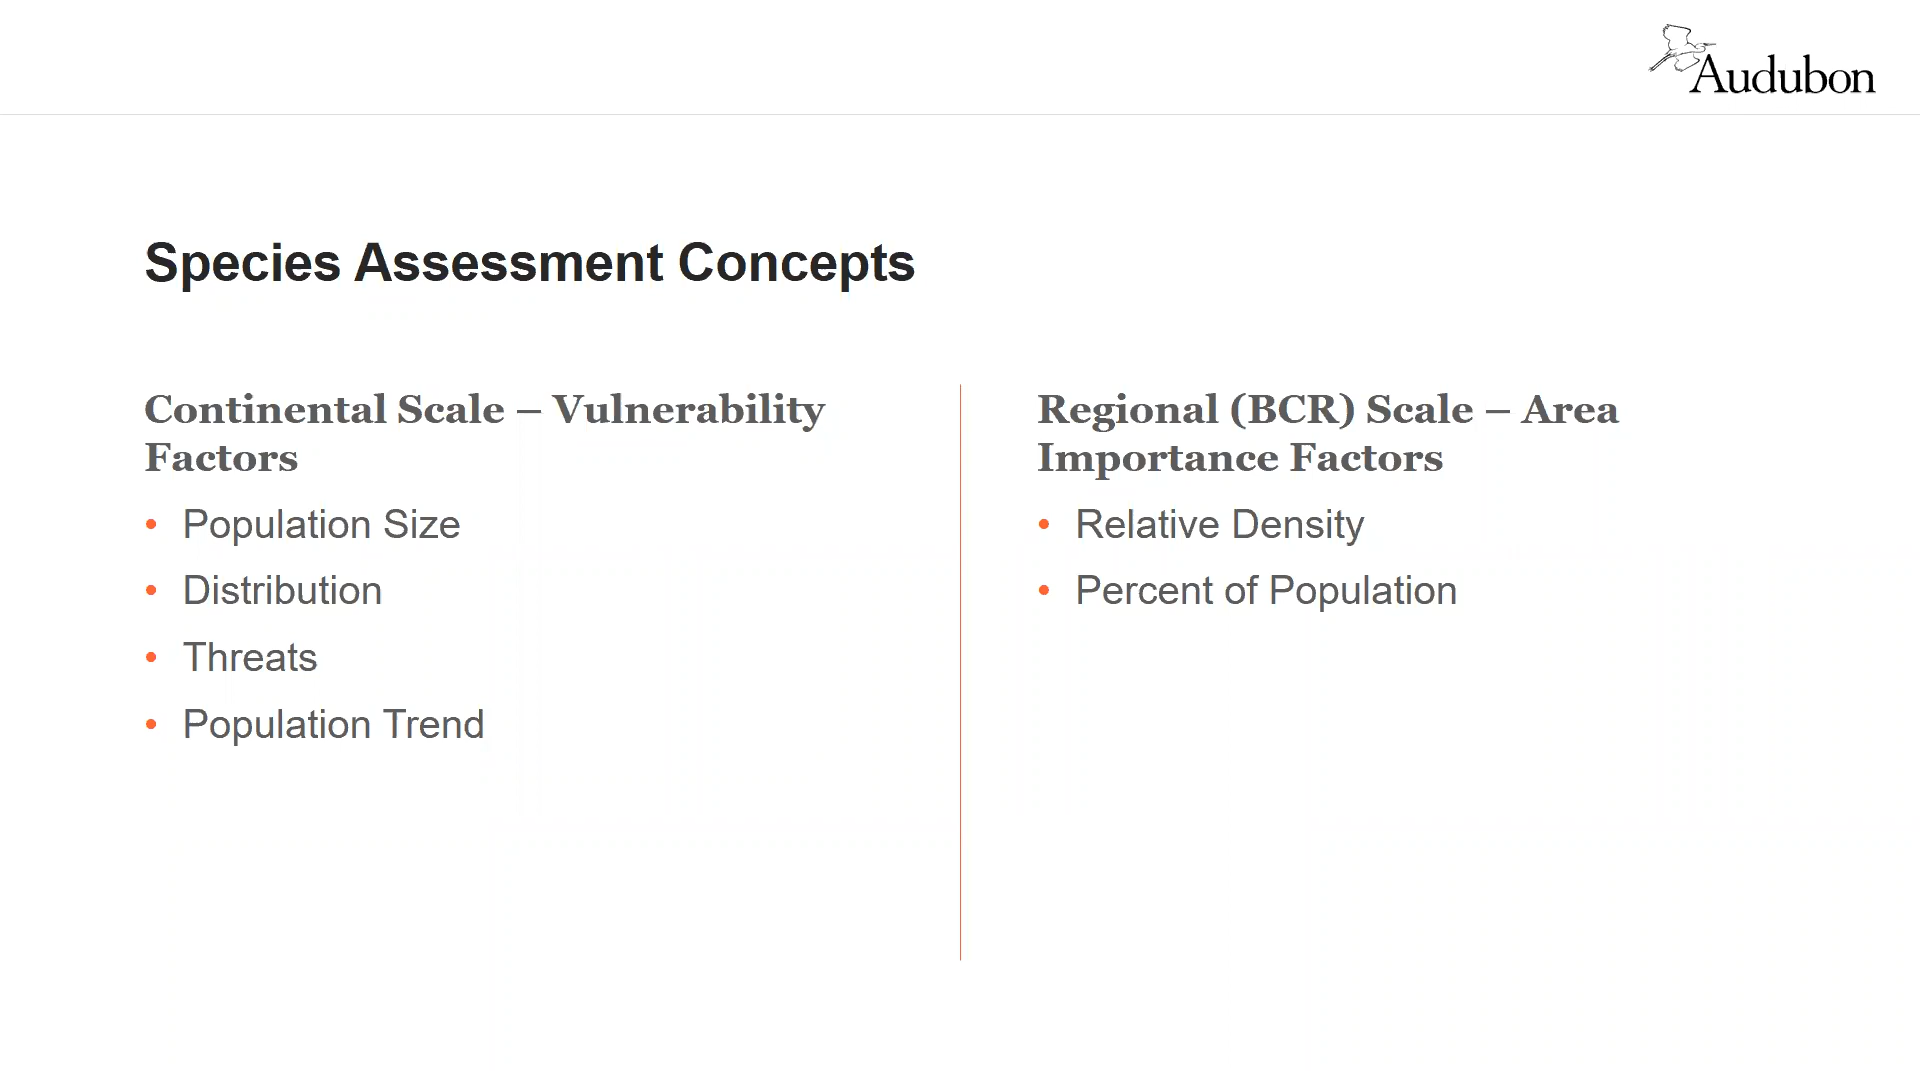 Audubon
Species Assessment Concepts
Continental Scale – Vulnerability
Factors
• Population Size
• Distribution
• Threats
• Population Trend
Regional (BCR) Scale – Area
Importance Factors
• Relative Density
• Percent of Population